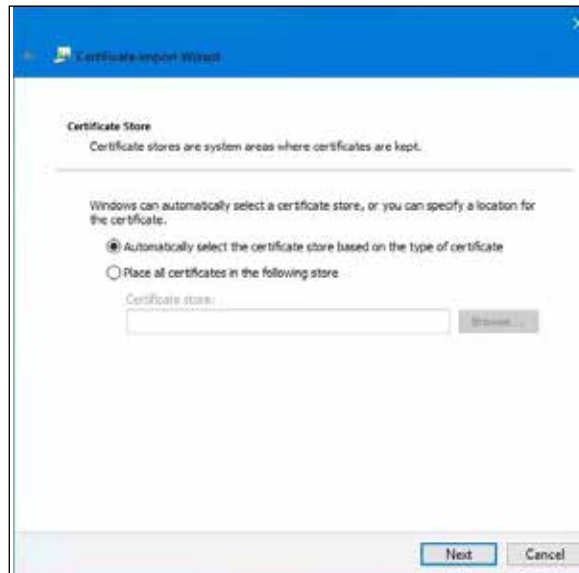 Certificate Import Wizard
Certificate Store
Certificate stores are system areas where certificates are kept.
Windows can automatically select a certificate store, or you can specify a location for
the certificate.
Automatically select the certificate store based on the type of certificate
Place all certificates in the following store
Certificate store:
Browse...
Next
Cancel